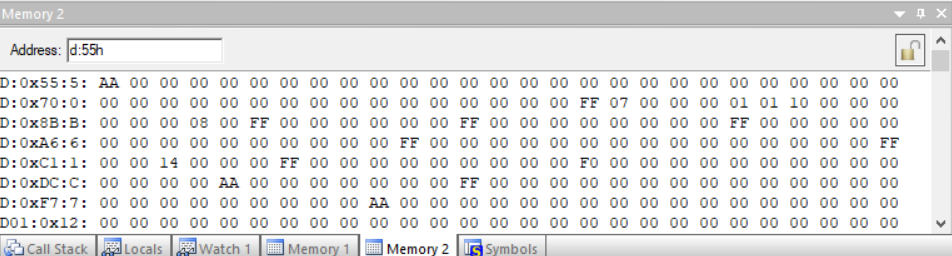 Memory 2
Address: d:55h
D:0x55:5: AA 00 00 00 00 00 00 00 00 00 00 00 00 00 00 00 00 00 00 00 00 00 00 00 00 00 00
D:0x70:0: 00 00 00 00 00 00 00 00 00 00 00 00 00 00 00 00 FF 07 00 00 00 01 01 10 00 00 00
D:0x8B:B: 00 00 00 08 00 FF 00 00 00 00 00 00 FF 00 00 00 00 00 00 00 00 FF 00 00 00 00 00
D:0xA6:6: 00 00 00 00 00 00 00 00 00 00 FF 00 00 00 00 00 00 00 00 00 00 00 00 00 00 00 FF
D:0xC1:1: 00 00 14 00 00 00 FF 00 00 00 00 00 00 00 00 00 F0 00 00 00 00 00 00 00 00 00 00
D:0xDC:C: 00 00 00 00 AA 00 00 00 00 00 00 00 FF 00 00 00 00 00 00 00 00 00 00 00 00 00 00
D:0xF7:7: 00 00 00 00 00 00 00 00 00 AA 00 00 00 00 00 00 00 00 00 00 00 00 00 00 00 00 00
D01:0x12: 00 00 00 00 00 00 00 00 00 00 00 00 00 00 00 00 00 00 00 00 00 00 00 00 00 00 00
Call Stack Locals Watch 1 Memory 1 Memory 2 Symbols